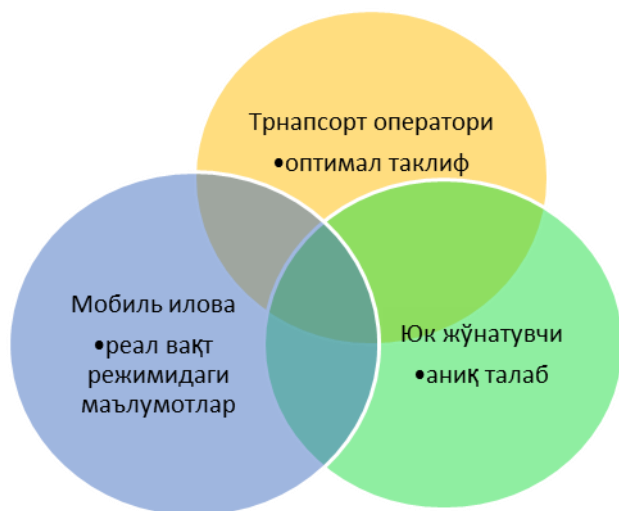 Трнапсорт оператори
•оптимал таклиф
Мобиль илова
•реал вақт
режимидаги
маълумотлар
Юк жўнатувчи
•аниқ талаб